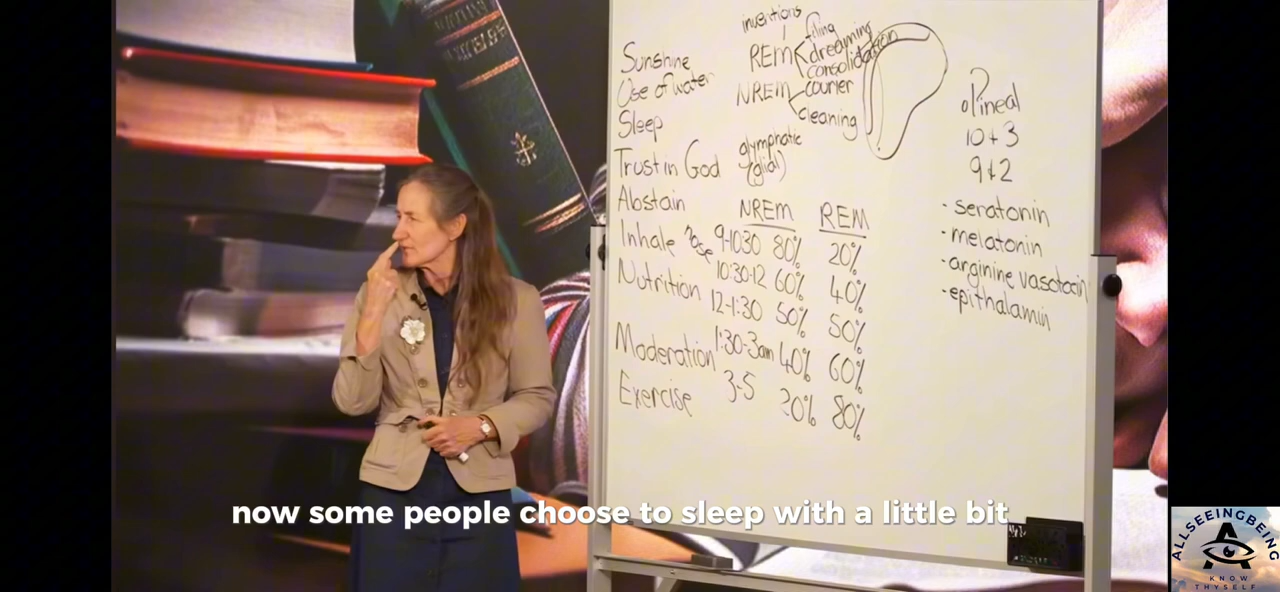 inventions
Sunshine
REM
filing
dreaming
consolidation
Use of water
NREM
courier
cleaning
Sleep
Trust in God
glymphatic
(glial)
Abstain
NREM REM
Inhale nose 9-10:30 80% 20%
Nutrition 10:30-12 60% 40%
12-1:30 50% 50%
Moderation 1:30-3am 40% 60%
Exercise 3-5 20% 80%
Pineal
10+3
9+2
- seratonin
- melatonin
- arginine vasotocin
- epithalamin
now some people choose to sleep with a little bit
ALLSEEINGBEING
KNOW
THYSELF